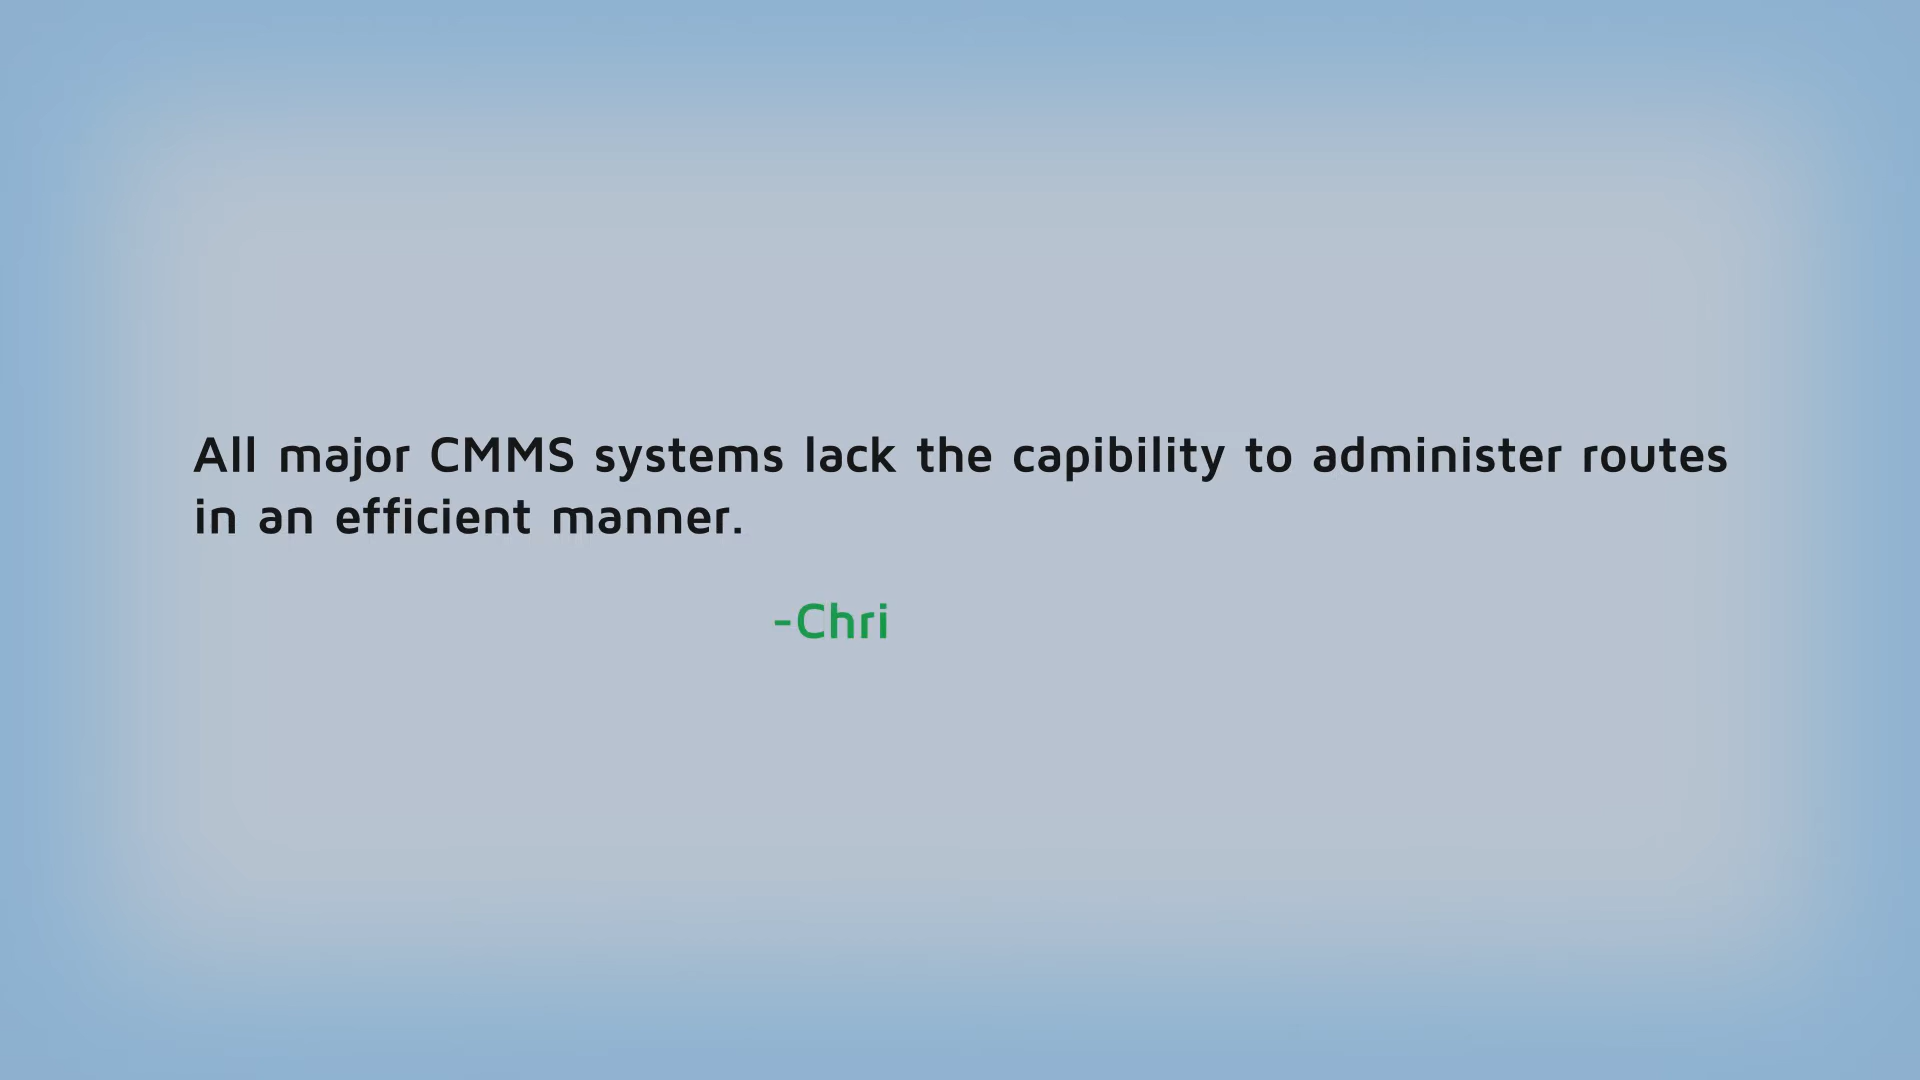 All major CMMS systems lack the capibility to administer routes
in an efficient manner.
-Chri